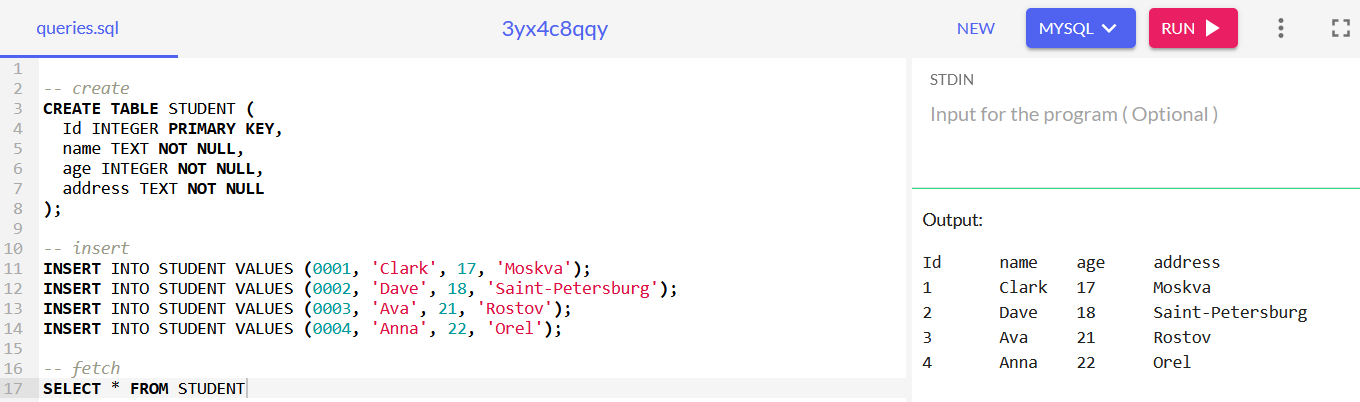 queries.sql 3yx4c8qqy NEW MYSQL RUN
1
2 -- create
3 CREATE TABLE STUDENT (
4   Id INTEGER PRIMARY KEY,
5   name TEXT NOT NULL,
6   age INTEGER NOT NULL,
7   address TEXT NOT NULL
8 );
9
10 -- insert
11 INSERT INTO STUDENT VALUES (0001, 'Clark', 17, 'Moskva');
12 INSERT INTO STUDENT VALUES (0002, 'Dave', 18, 'Saint-Petersburg');
13 INSERT INTO STUDENT VALUES (0003, 'Ava', 21, 'Rostov');
14 INSERT INTO STUDENT VALUES (0004, 'Anna', 22, 'Orel');
15
16 -- fetch
17 SELECT * FROM STUDENT
STDIN
Input for the program ( Optional )
Output:
Id name age address
1 Clark 17 Moskva
2 Dave 18 Saint-Petersburg
3 Ava 21 Rostov
4 Anna 22 Orel